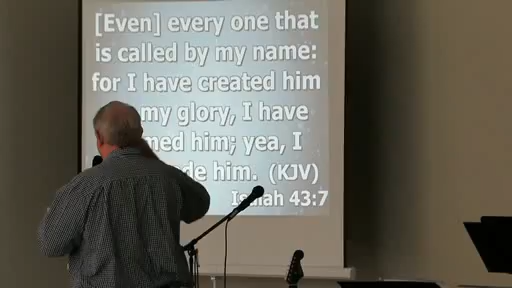 [Even] every one that
is called by my name:
for I have created him
my glory, I have
med him; yea, I
de him. (KJV)
Isaiah 43:7